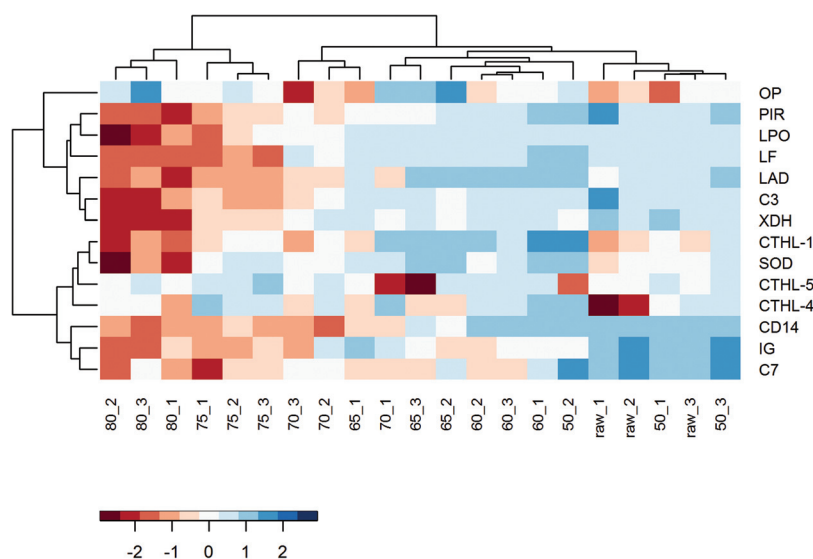 OP
PIR
LPO
LF
LAD
C3
XDH
CTHL-1
SOD
CTHL-5
CTHL-4
CD14
IG
C7
80_2 80_3 80_1 75_1 75_2 75_3 70_3 70_2 65_1 70_1 65_3 65_2 60_2 60_3 60_1 50_2 raw_1 raw_2 50_1 raw_3 50_3
-2 -1 0 1 2